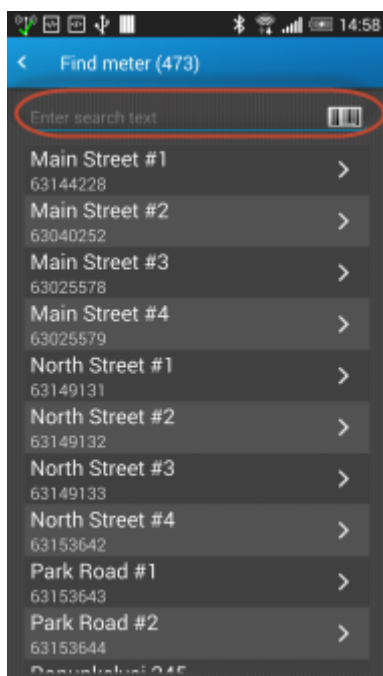 14:58
Find meter (473)
Enter search text
Main Street #1
63144228
Main Street #2
63040252
Main Street #3
63025578
Main Street #4
63025579
North Street #1
63149131
North Street #2
63149132
North Street #3
63149133
North Street #4
63153642
Park Road #1
63153643
Park Road #2
63153644